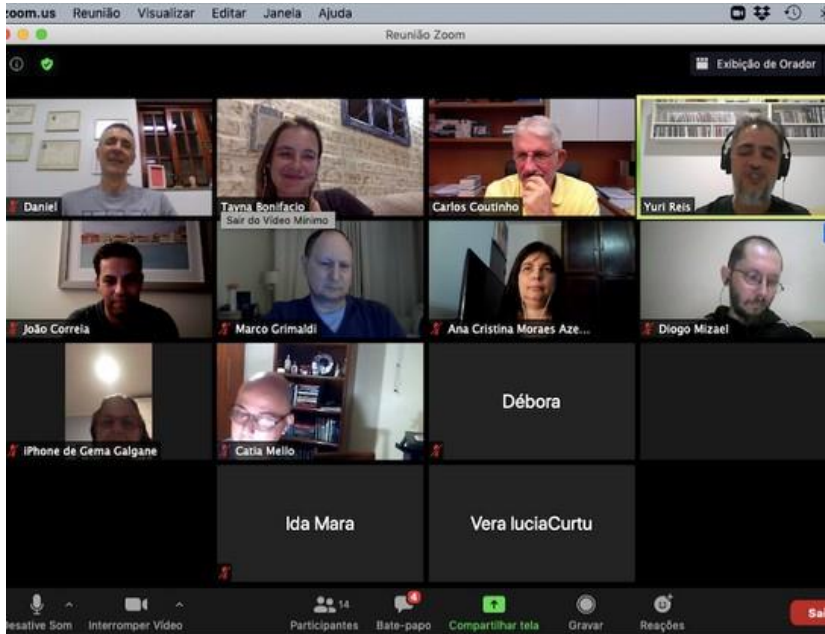 zoom.us Reunião Visualizar Editar Janela Ajuda
Reunião Zoom
Exibição de Orador
Daniel
Tayna Bonifacio
Carlos Coutinho
Yuri Reis
Sair do Vídeo Mínimo
João Correia
Marco Grimaldi
Ana Cristina Moraes Aze...
Diogo Mizael
iPhone de Gema Galgane
Catia Mello
Débora
Ida Mara
Vera luciaCurtu
14
4
Desative Som Interromper Vídeo Participantes Bate-papo Compartilhar tela Gravar Reações Sai